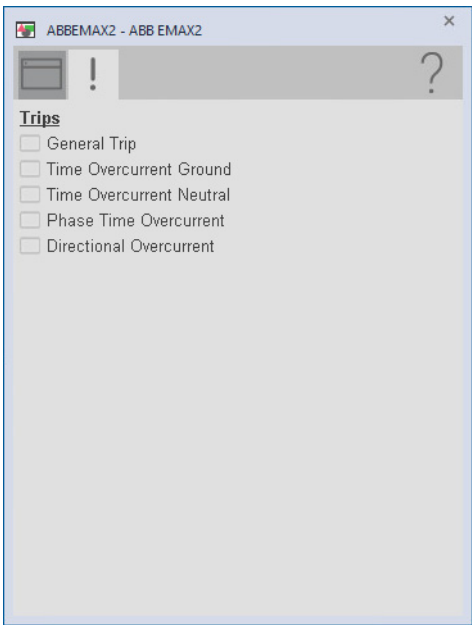 ABBEMAX2 - ABB EMAX2
Trips
General Trip
Time Overcurrent Ground
Time Overcurrent Neutral
Phase Time Overcurrent
Directional Overcurrent